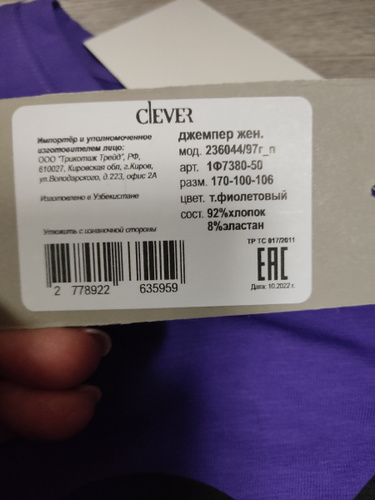 CLEVER
Импортёр и уполномоченное
изготовителем лицо:
ООО "Трикотаж Трейд", РФ,
610027, Кировская обл, г.Киров,
ул.Володарского, д.223, офис 2А
Изготовлено в Узбекистане
Утюжить с изнаночной стороны
2 778922 635959
джемпер жен.
мод. 236044/97г_п
арт. 1Ф7380-50
разм. 170-100-106
цвет. т.фиолетовый
сост. 92%хлопок
8%эластан
ТР ТС 017/2011
EAC
Дата: 10.2022 г.